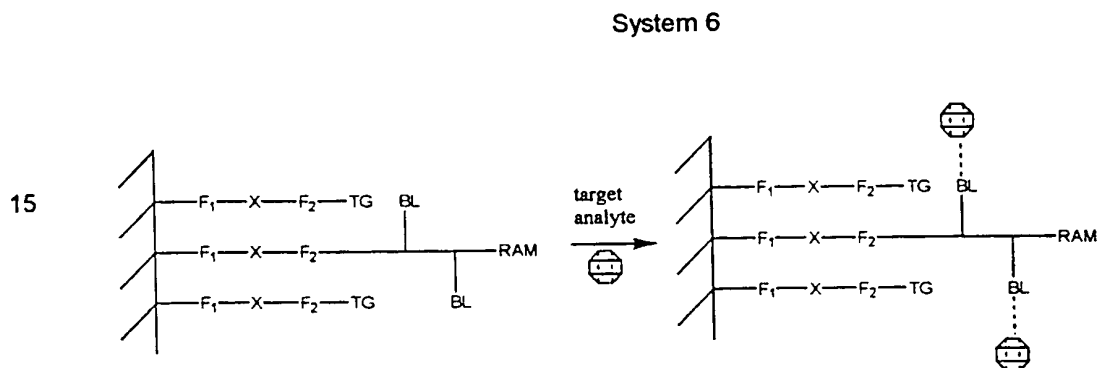 System 6
15
F₁—X—F₂—TG BL
F₁—X—F₂ RAM
F₁—X—F₂—TG BL
target
analyte
F₁—X—F₂—TG BL
F₁—X—F₂ RAM
F₁—X—F₂—TG BL